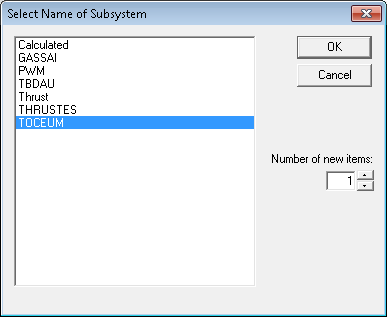 Select Name of Subsystem
Calculated
GASSAI
PWM
TBDAU
Thrust
THRUSTES
TOCEUM
OK
Cancel
Number of new items:
1